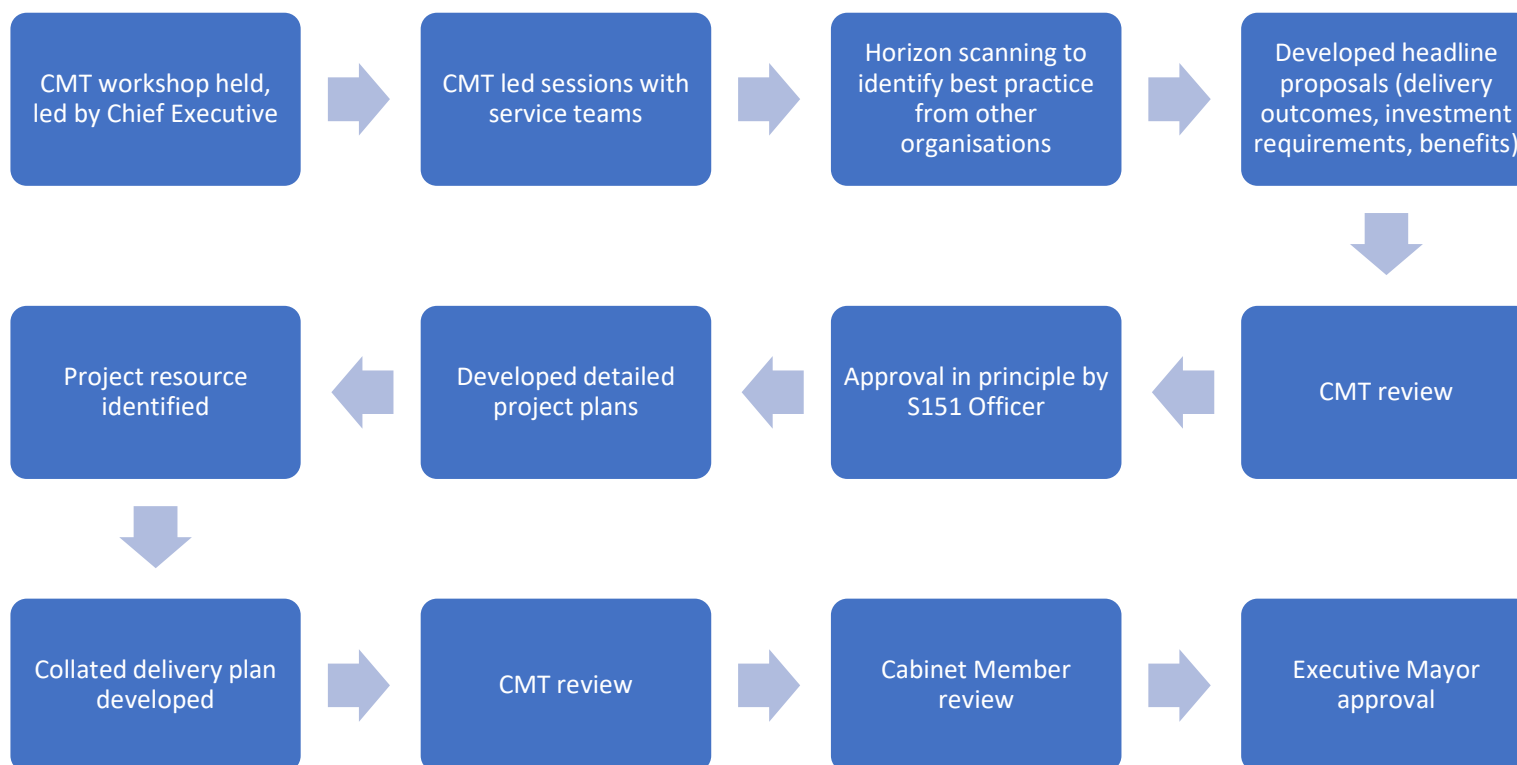 CMT workshop held,
led by Chief Executive
CMT led sessions with
service teams
Horizon scanning to
identify best practice
from other
organisations
Developed headline
proposals (delivery
outcomes, investment
requirements, benefits)
CMT review
Approval in principle by
S151 Officer
Developed detailed
project plans
Project resource
identified
Collated delivery plan
developed
CMT review
Cabinet Member
review
Executive Mayor
approval